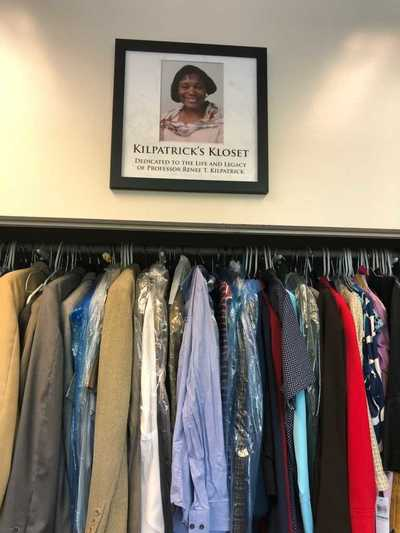 KILPATRICK'S KLOSET
DEDICATED TO THE LIFE AND LEGACY
OF PROFESSOR RENEE T. KILPATRICK